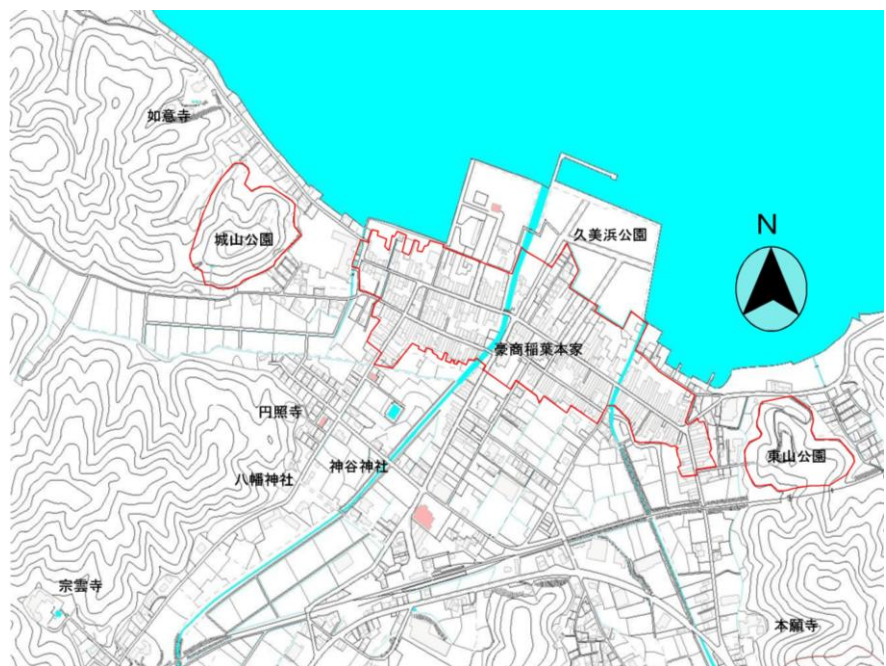 如意寺
城山公園
N
久美浜公園
豪商稲葉本家
円照寺
八幡神社
神谷神社
東山公園
宗雲寺
本願寺